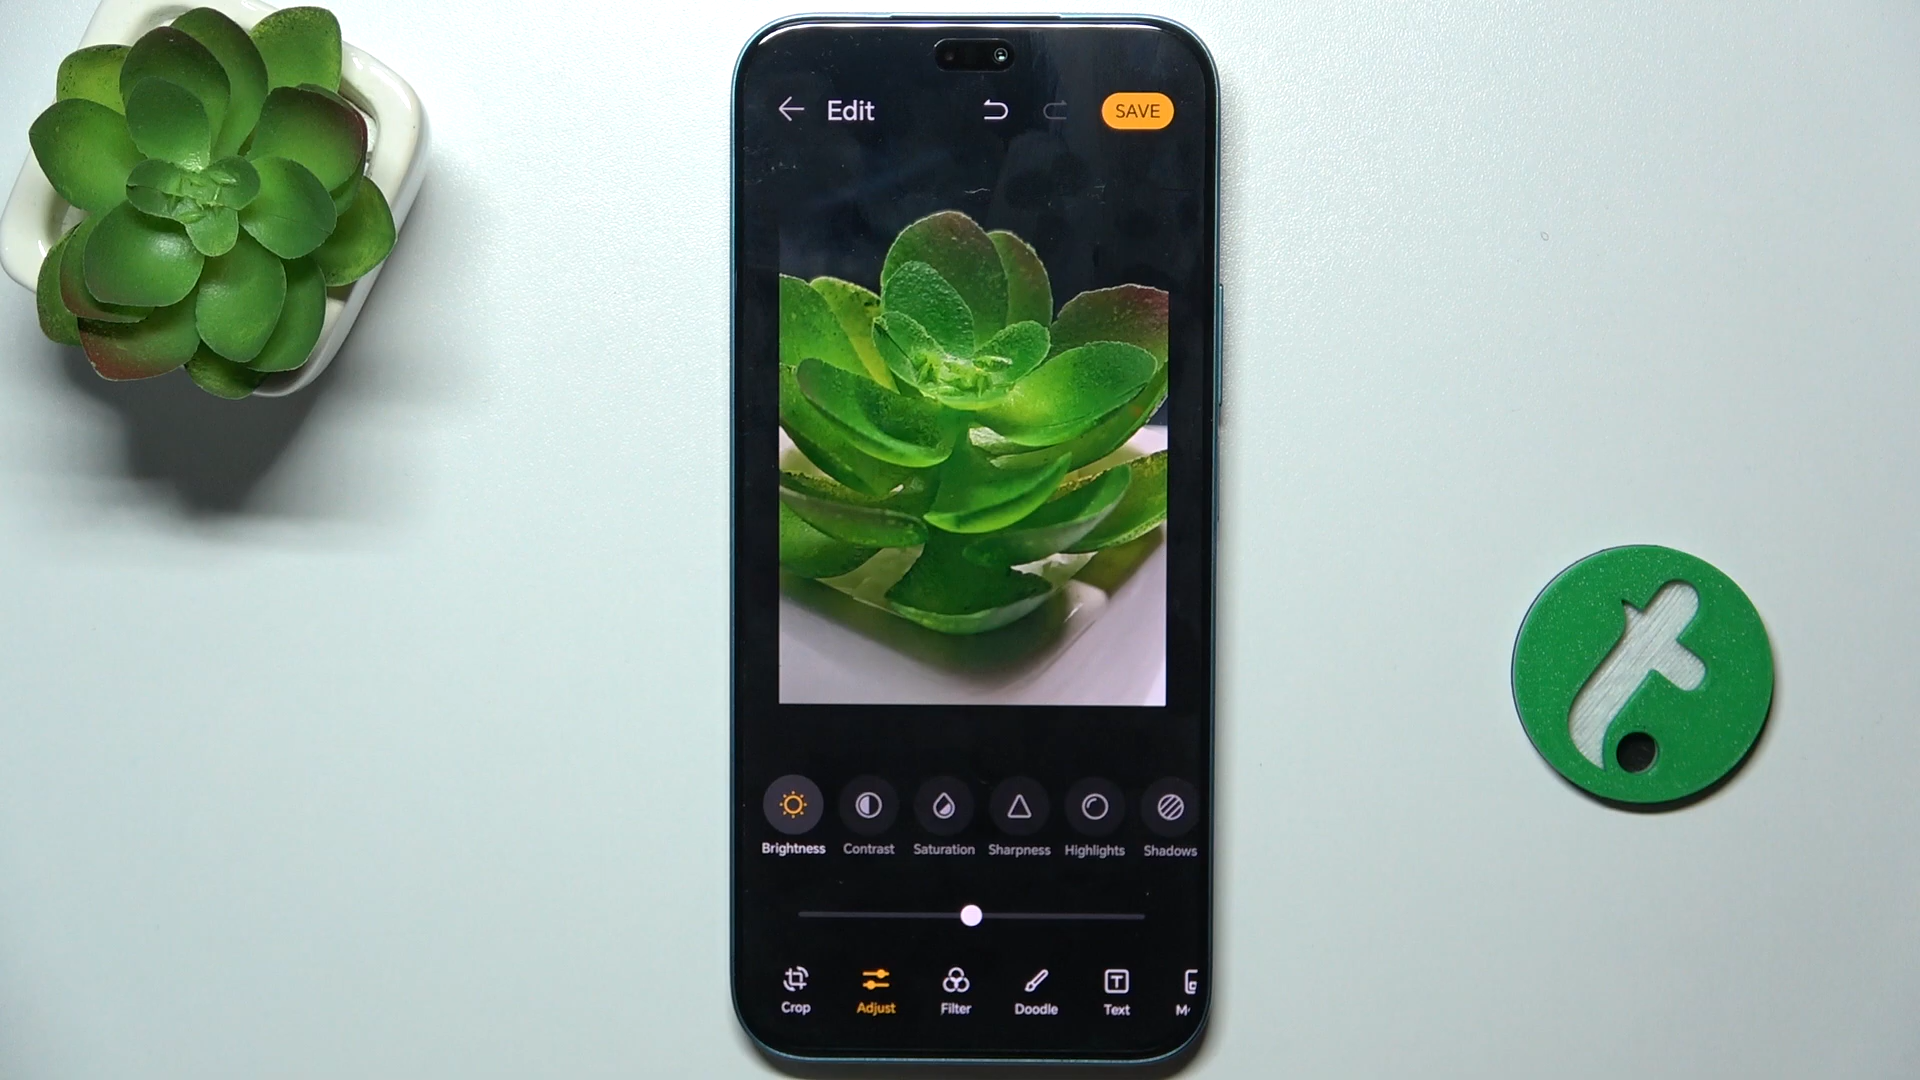 Edit
SAVE
Brightness
Contrast
Saturation
Sharpness
Highlights
Shadows
Crop
Adjust
Filter
Doodle
Text